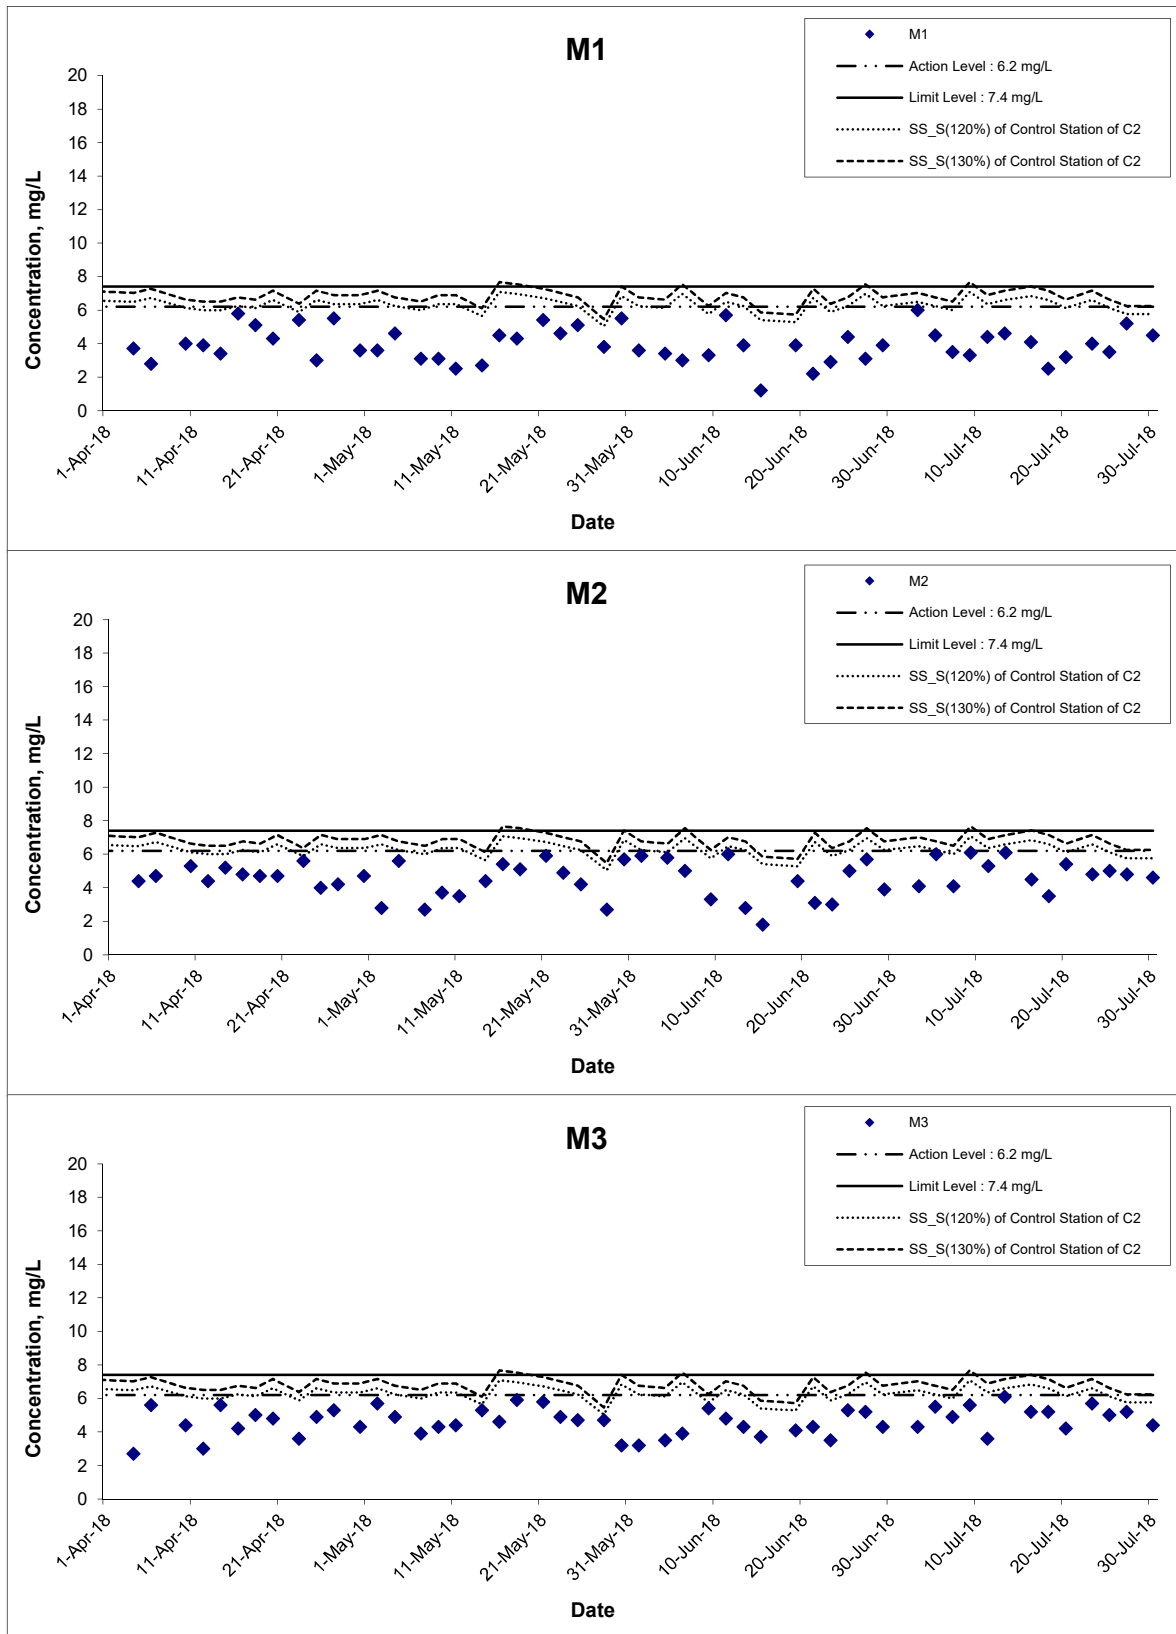 M1
M1
Action Level : 6.2 mg/L
Limit Level : 7.4 mg/L
SS_S(120%) of Control Station of C2
SS_S(130%) of Control Station of C2
Concentration, mg/L
20
18
16
14
12
10
8
6
4
2
0
1-Apr-18
11-Apr-18
21-Apr-18
1-May-18
11-May-18
21-May-18
31-May-18
10-Jun-18
20-Jun-18
30-Jun-18
10-Jul-18
20-Jul-18
30-Jul-18
Date
M2
M2
Action Level : 6.2 mg/L
Limit Level : 7.4 mg/L
SS_S(120%) of Control Station of C2
SS_S(130%) of Control Station of C2
Concentration, mg/L
20
18
16
14
12
10
8
6
4
2
0
1-Apr-18
11-Apr-18
21-Apr-18
1-May-18
11-May-18
21-May-18
31-May-18
10-Jun-18
20-Jun-18
30-Jun-18
10-Jul-18
20-Jul-18
30-Jul-18
Date
M3
M3
Action Level : 6.2 mg/L
Limit Level : 7.4 mg/L
SS_S(120%) of Control Station of C2
SS_S(130%) of Control Station of C2
Concentration, mg/L
20
18
16
14
12
10
8
6
4
2
0
1-Apr-18
11-Apr-18
21-Apr-18
1-May-18
11-May-18
21-May-18
31-May-18
10-Jun-18
20-Jun-18
30-Jun-18
10-Jul-18
20-Jul-18
30-Jul-18
Date